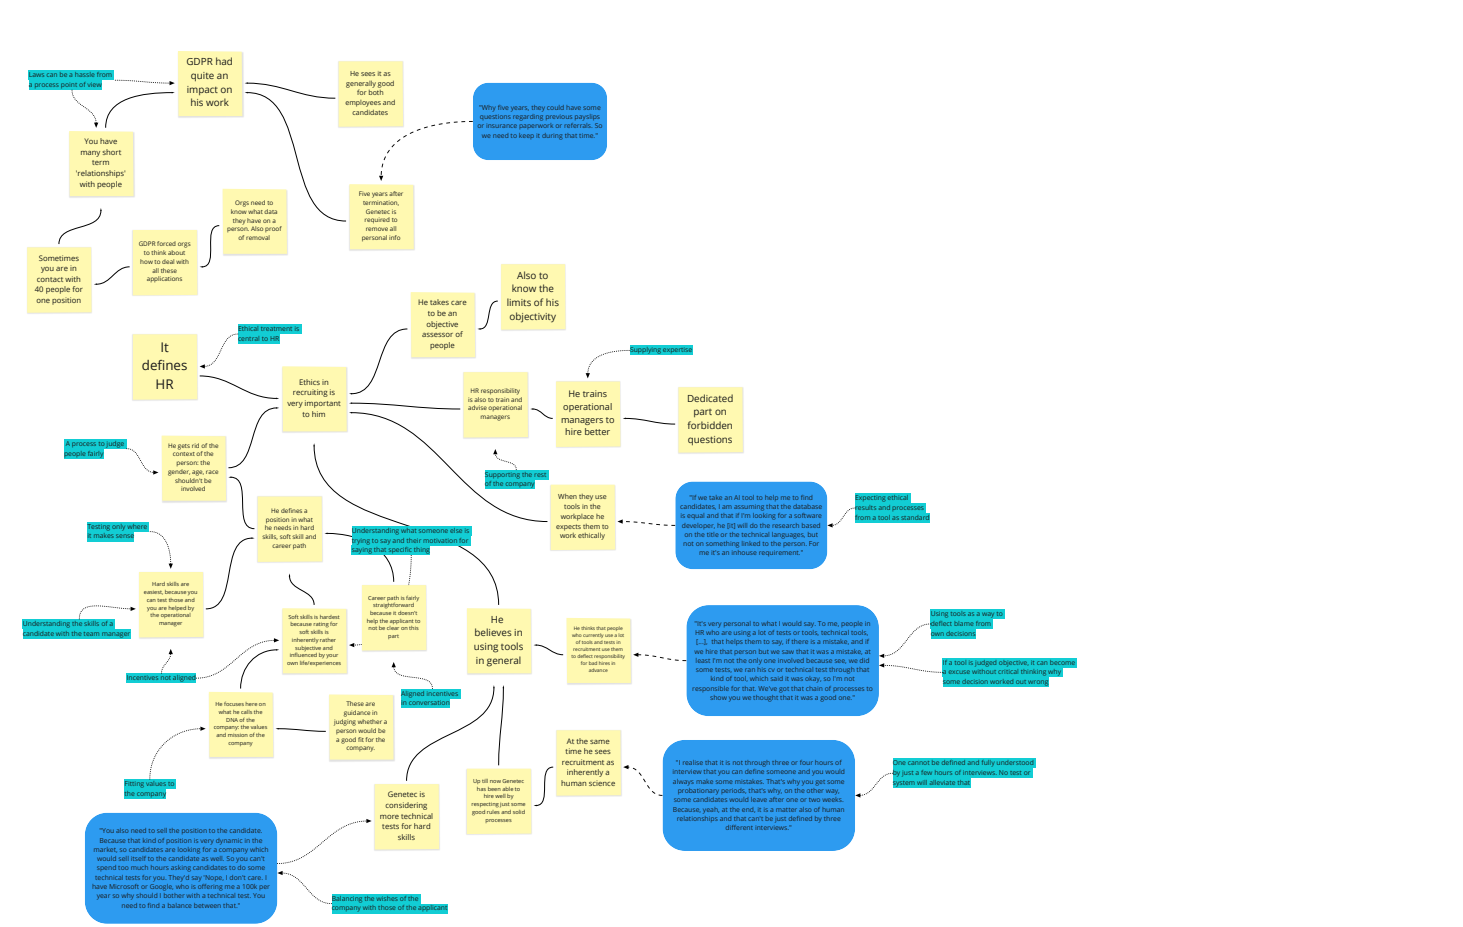 GDPR had
quite an
impact on
his work
Laws can be a hassle from
a process point of view
He sees it as
generally good
for both
employees and
candidates
"Why five years, they could have some
questions regarding previous payslips
or insurance paperwork or referrals. So
we need to keep it during that time."
You have
many short
term
'relationships'
with people
Five years after
termination,
Genetec is
required to
remove all
personal info
Orgs need to
know what data
they have on a
person. Also proof
of removal
GDPR forced orgs
to think about
how to deal with
all these
applications
Sometimes
you are in
contact with
40 people for
one position
Also to
know the
limits of his
objectivity
He takes care
to be an
objective
assessor of
people
Ethical treatment is
central to HR
It
defines
HR
Ethics in
recruiting is
very important
to him
Supplying expertise
HR responsibility
is also to train and
advise operational
managers
He trains
operational
managers to
hire better
Dedicated
part on
forbidden
questions
A process to judge
people fairly
He gets rid of the
context of the
person: the
gender, age, race
shouldn't be
involved
Supporting the rest
of the company
When they use
tools in the
workplace he
expects them to
work ethically
"If we take an AI tool to help me to find
candidates, I am assuming that the database
is equal and that if I'm looking for a software
developer, he [it] will do the research based
on the title or the technical languages, but
not on something linked to the person. For
me it's an inhouse requirement."
Expecting ethical
results and processes
from a tool as standard
He defines a
position in what
he needs in hard
skills, soft skill and
career path
Testing only where
it makes sense
Understanding what someone else is
trying to say and their motivation for
saying that specific thing
Hard skills are
easiest, because you
can test those and
you are helped by
the operational
manager
Career path is fairly
straightforward
because it doesn't
help the applicant to
not be clear on this
part
Understanding the skills of a
candidate with the team manager
Soft skills is hardest
because rating for
soft skills is
inherently rather
subjective and
influenced by your
own life/experiences
He
believes in
using tools
in general
He thinks that people
who currently use a lot
of tools and tests in
recruitment use them
to deflect responsibility
for bad hires in
advance
"It's very personal to what I would say. To me, people in
HR who are using a lot of tests or tools, technical tools,
[...], that helps them to say, if there is a mistake, and if
we hire that person but we saw that it was a mistake, at
least I'm not the only one involved because see, we did
some tests, we ran his cv or technical test through that
kind of tool, which said it was okay, so I'm not
responsible for that. We've got that chain of processes to
show you we thought that it was a good one."
Using tools as a way to
deflect blame from
own decisions
If a tool is judged objective, it can become
a excuse without critical thinking why
some decision worked out wrong
Incentives not aligned
Aligned incentives
in conversation
He focuses here on
what he calls the
DNA of the
company: the values
and mission of the
company
These are
guidance in
judging whether a
person would be
a good fit for the
company.
At the same
time he sees
recruitment as
inherently a
human science
"I realise that it is not through three or four hours of
interview that you can define someone and you would
always make some mistakes. That's why you get some
probationary periods, that's why, on the other way,
some candidates would leave after one or two weeks.
Because, yeah, at the end, it is a matter also of human
relationships and that can't be just defined by three
different interviews."
One cannot be defined and fully understood
by just a few hours of interviews. No test or
system will alleviate that
Fitting values to
the company
Up till now Genetec
has been able to
hire well by
respecting just some
good rules and solid
processes
Genetec is
considering
more technical
tests for hard
skills
"You also need to sell the position to the candidate.
Because that kind of position is very dynamic in the
market, so candidates are looking for a company which
would sell itself to the candidate as well. So you can't
spend too much hours asking candidates to do some
technical tests for you. They'd say 'Nope, I don't care. I
have Microsoft or Google, who is offering me a 100k per
year so why should I bother with a technical test. You
need to find a balance between that."
Balancing the wishes of the
company with those of the applicant